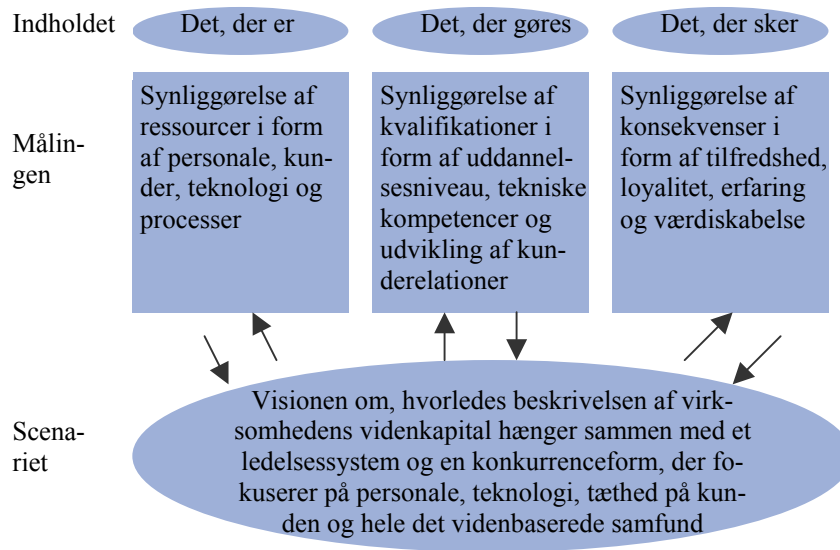 Indholdet
Det, der er
Det, der gøres
Det, der sker
Målin-
gen
Synliggørelse af
ressourcer i form
af personale, kun-
der, teknologi og
processer
Synliggørelse af
kvalifikationer i
form af uddannel-
sesniveau, tekniske
kompetencer og
udvikling af kun-
derelationer
Synliggørelse af
konsekvenser i
form af tilfredshed,
loyalitet, erfaring
og værdiskabelse
Scena-
riet
Visionen om, hvorledes beskrivelsen af virk-
somhedens videnkapital hænger sammen med et
ledelsessystem og en konkurrenceform, der fo-
kuserer på personale, teknologi, tæthed på kun-
den og hele det videnbaserede samfund